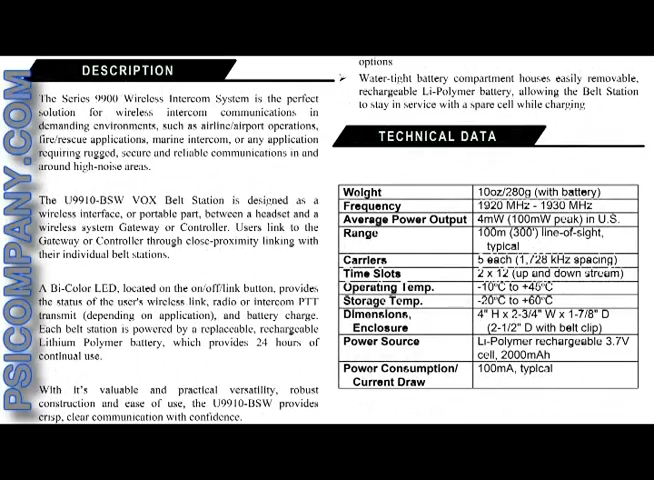 PSICOMPANY.COM
DESCRIPTION
The Series 9900 Wireless Intercom System is the perfect
solution for wireless intercom communications in
demanding environments, such as airline/airport operations,
fire/rescue applications, marine intercom, or any application
requiring rugged, secure and reliable communications in and
around high-noise areas.
The U9910-BSW VOX Belt Station is designed as a
wireless interface, or portable part, between a headset and a
wireless system Gateway or Controller. Users link to the
Gateway or Controller through close-proximity linking with
their individual belt stations.
A Bi-Color LED, located on the on/off/link button, provides
the status of the user's wireless link, radio or intercom PTT
transmit (depending on application), and battery charge.
Each belt station is powered by a replaceable, rechargeable
Lithium Polymer battery, which provides 24 hours of
continual use.
With it's valuable and practical versatility, robust
construction and ease of use, the U9910-BSW provides
crisp, clear communication with confidence.
options
➢ Water-tight battery compartment houses easily removable,
rechargeable Li-Polymer battery, allowing the Belt Station
to stay in service with a spare cell while charging
TECHNICAL DATA
Weight 10oz/280g (with battery)
Frequency 1920 MHz - 1930 MHz
Average Power Output 4mW (100mW peak) in U.S.
Range 100m (300') line-of-sight,
typical
Carriers 5 each (1,728 kHz spacing)
Time Slots 2 x 12 (up and down stream)
Operating Temp. -10°C to +45°C
Storage Temp. -20°C to +60°C
Dimensions, 4" H x 2-3/4" W x 1-7/8" D
Enclosure (2-1/2" D with belt clip)
Power Source Li-Polymer rechargeable 3.7V
cell, 2000mAh
Power Consumption/ 100mA, typical
Current Draw